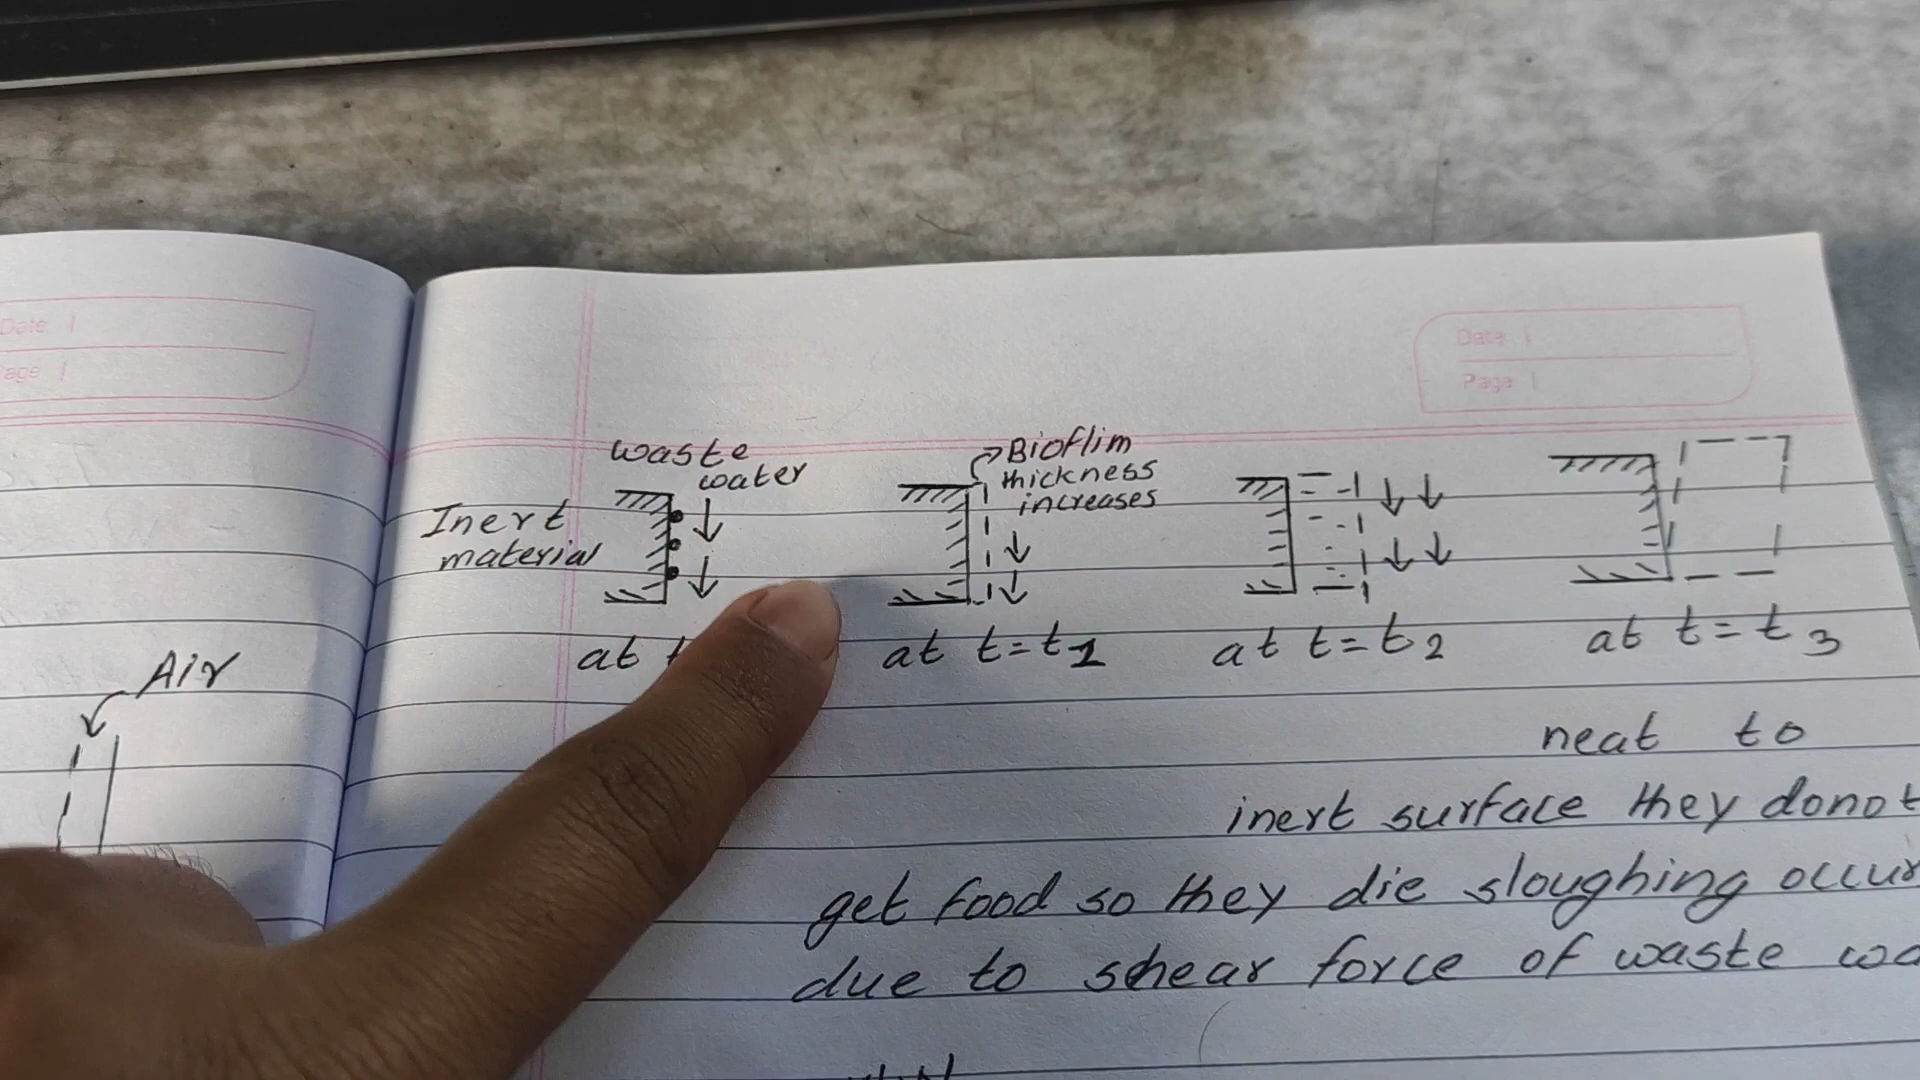 Date
Page
Date
Page
waste
water
Inert
material
Bioflim
thickness
increases
at t=t1
at t=t2
at t=t3
Air
neat to
inert surface they donot
get food so they die sloughing occur
due to shear force of waste